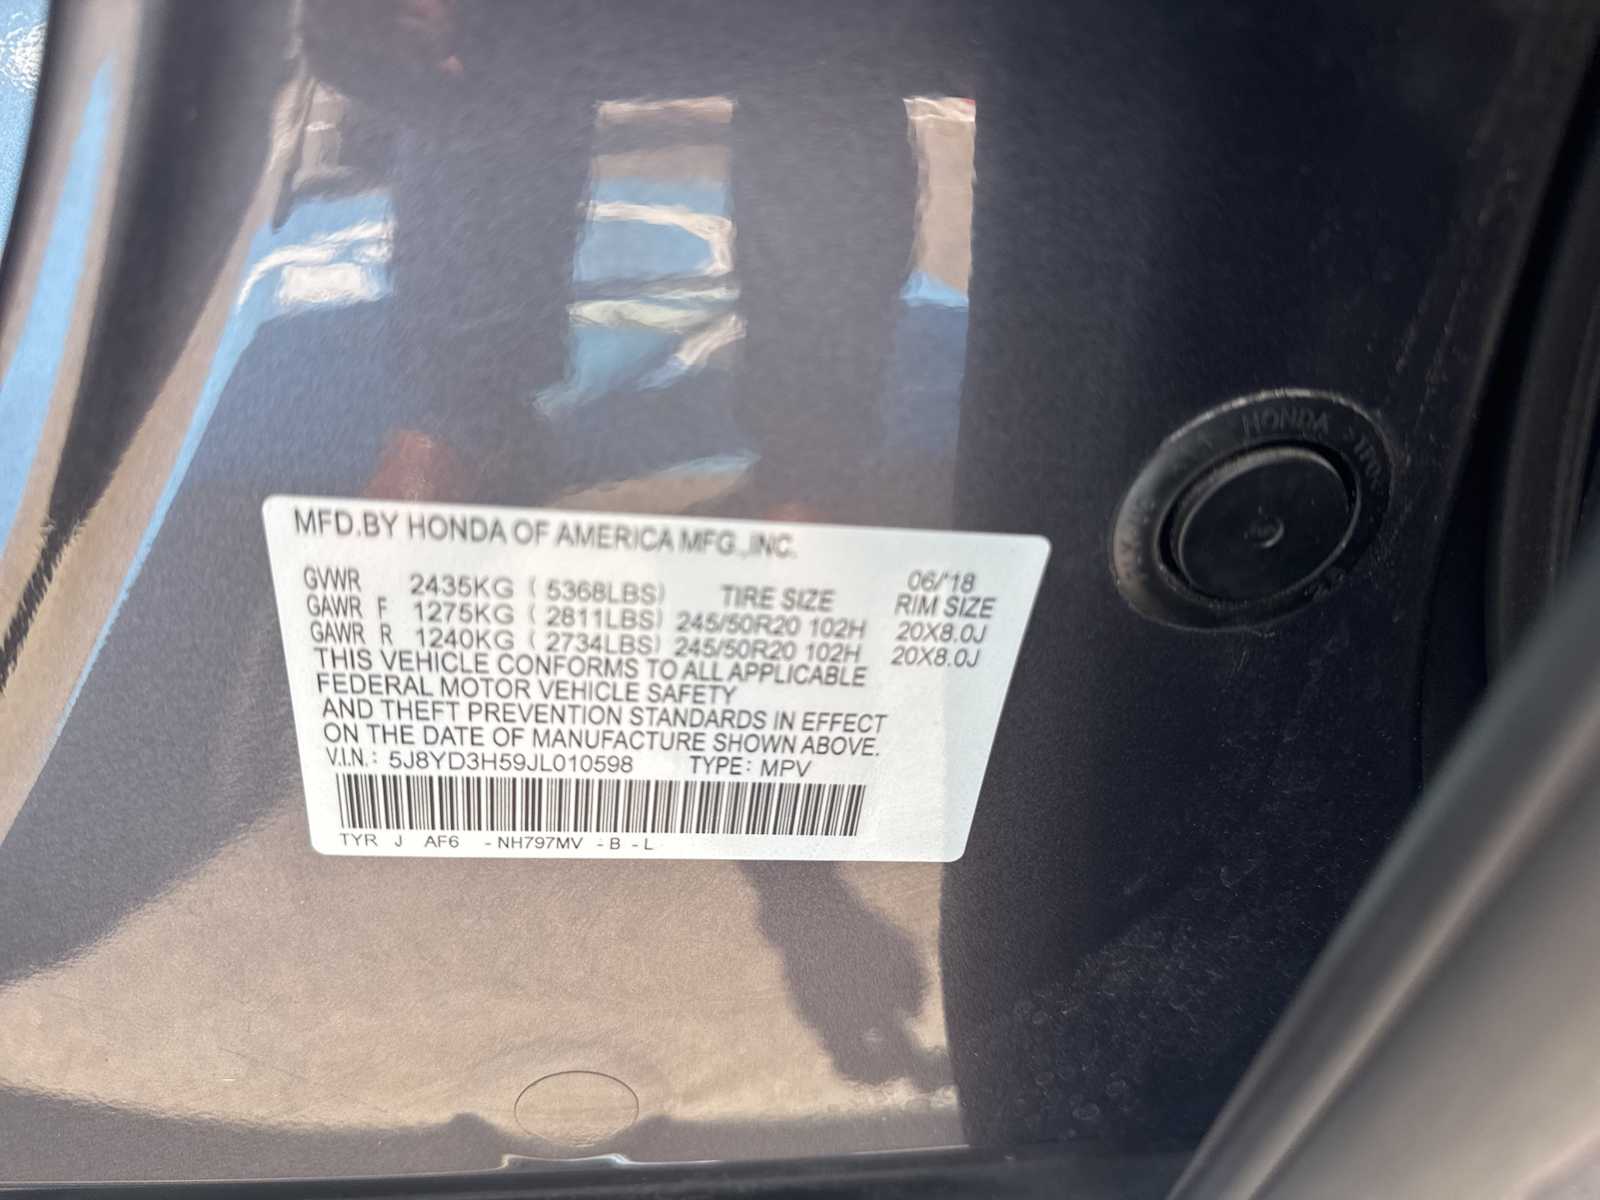 MFD.BY HONDA OF AMERICA MFG.,INC.
06/'18
GVWR 2435KG ( 5368LBS) TIRE SIZE RIM SIZE
GAWR F 1275KG ( 2811LBS) 245/50R20 102H 20X8.0J
GAWR R 1240KG ( 2734LBS) 245/50R20 102H 20X8.0J
THIS VEHICLE CONFORMS TO ALL APPLICABLE
FEDERAL MOTOR VEHICLE SAFETY
AND THEFT PREVENTION STANDARDS IN EFFECT
ON THE DATE OF MANUFACTURE SHOWN ABOVE.
V.I.N.: 5J8YD3H59JL010598 TYPE: MPV
TYR J AF6 -NH797MV -B -L
HONDA